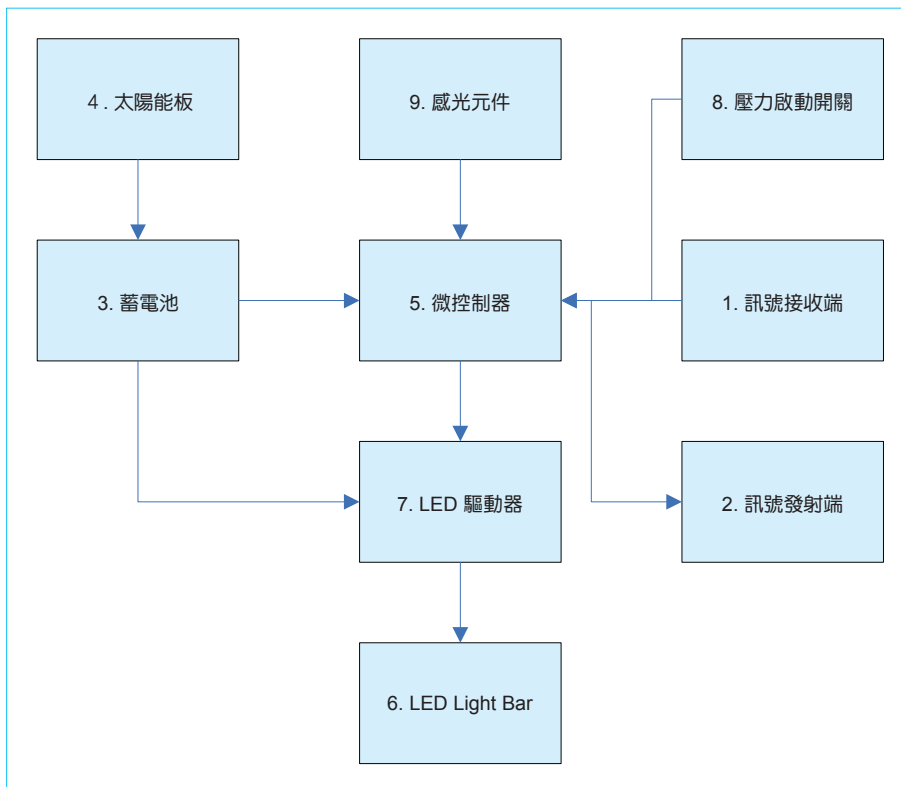 4 . 太陽能板
9. 感光元件
8. 壓力啟動開關
3. 蓄電池
5. 微控制器
1. 訊號接收端
7. LED 驅動器
2. 訊號發射端
6. LED Light Bar